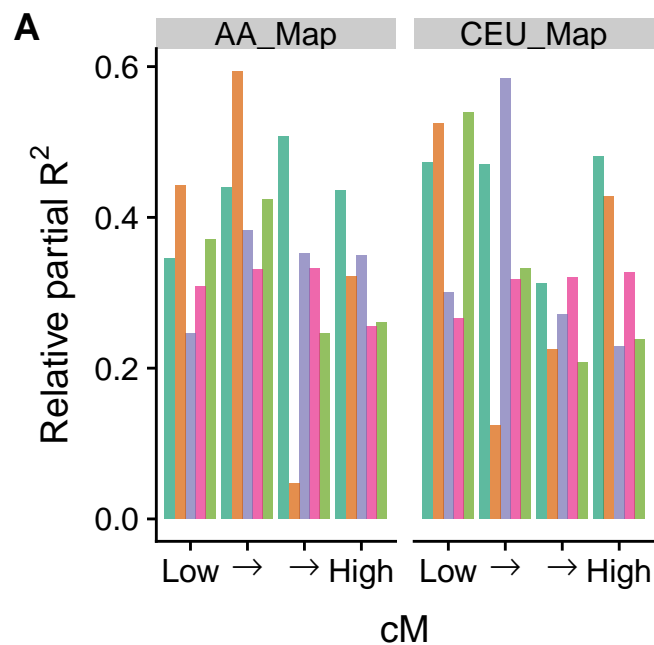 A
AA_Map CEU_Map
Relative partial R²
0.6
0.4
0.2
0.0
Low → → High Low → → High
cM